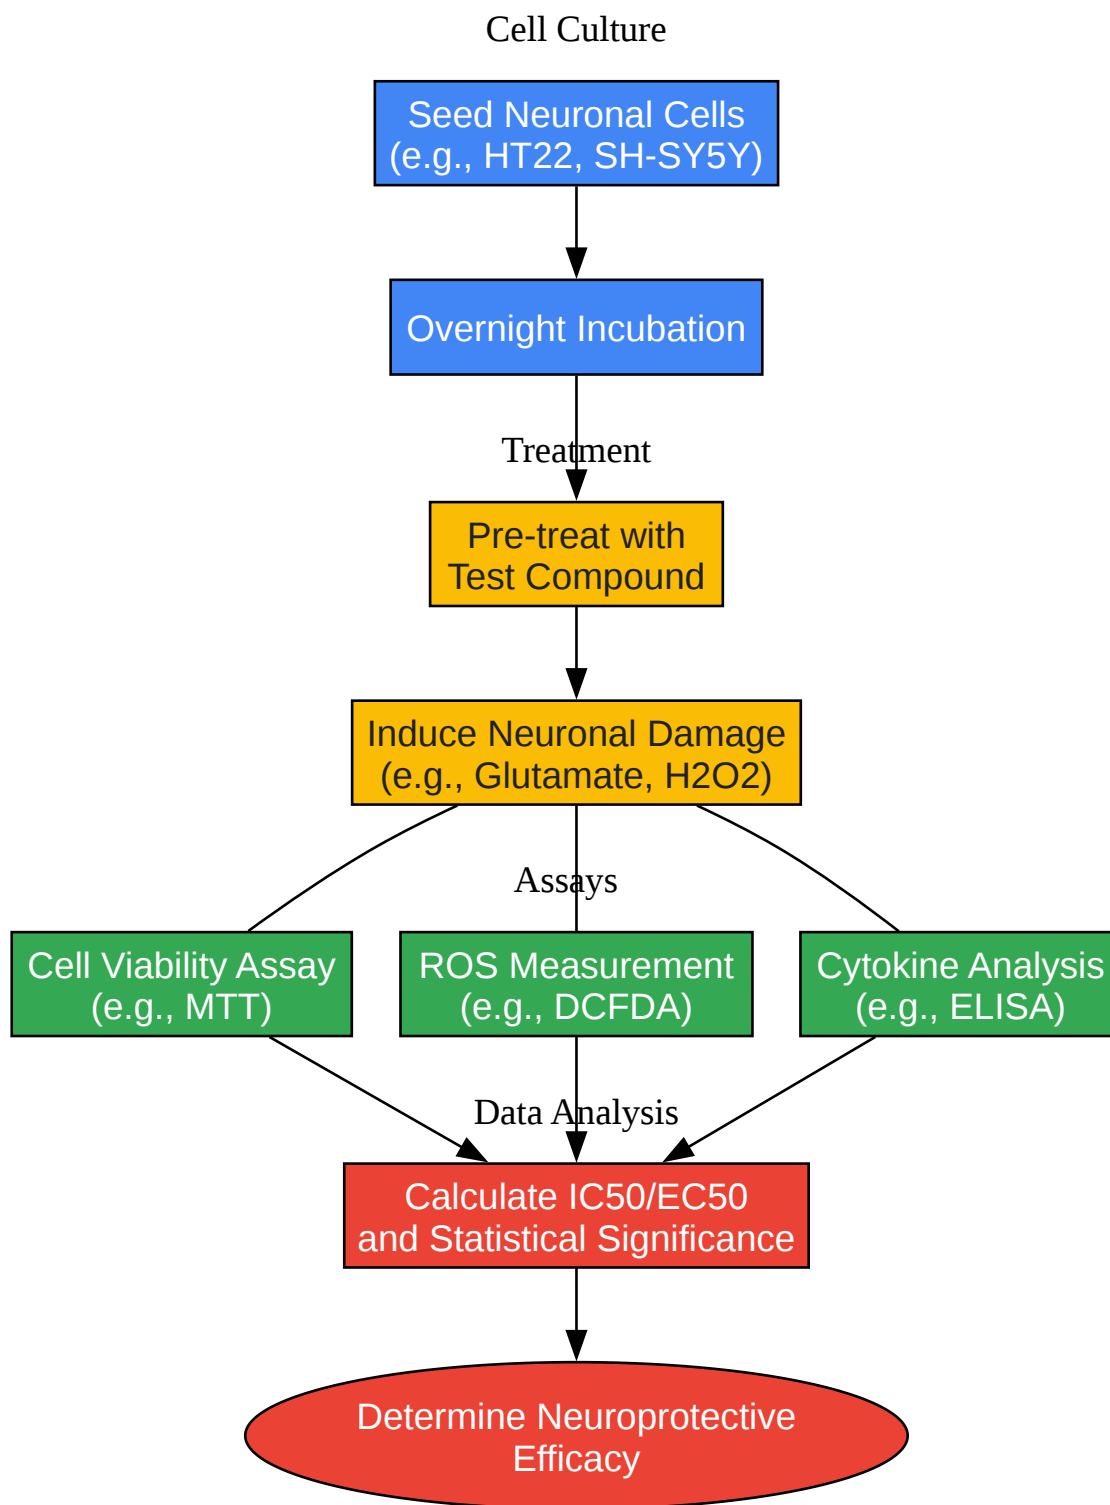 Cell Culture
Seed Neuronal Cells
(e.g., HT22, SH-SY5Y)
Overnight Incubation
Treatment
Pre-treat with
Test Compound
Induce Neuronal Damage
(e.g., Glutamate, H2O2)
Assays
Cell Viability Assay
(e.g., MTT)
ROS Measurement
(e.g., DCFDA)
Cytokine Analysis
(e.g., ELISA)
Data Analysis
Calculate IC50/EC50
and Statistical Significance
Determine Neuroprotective
Efficacy